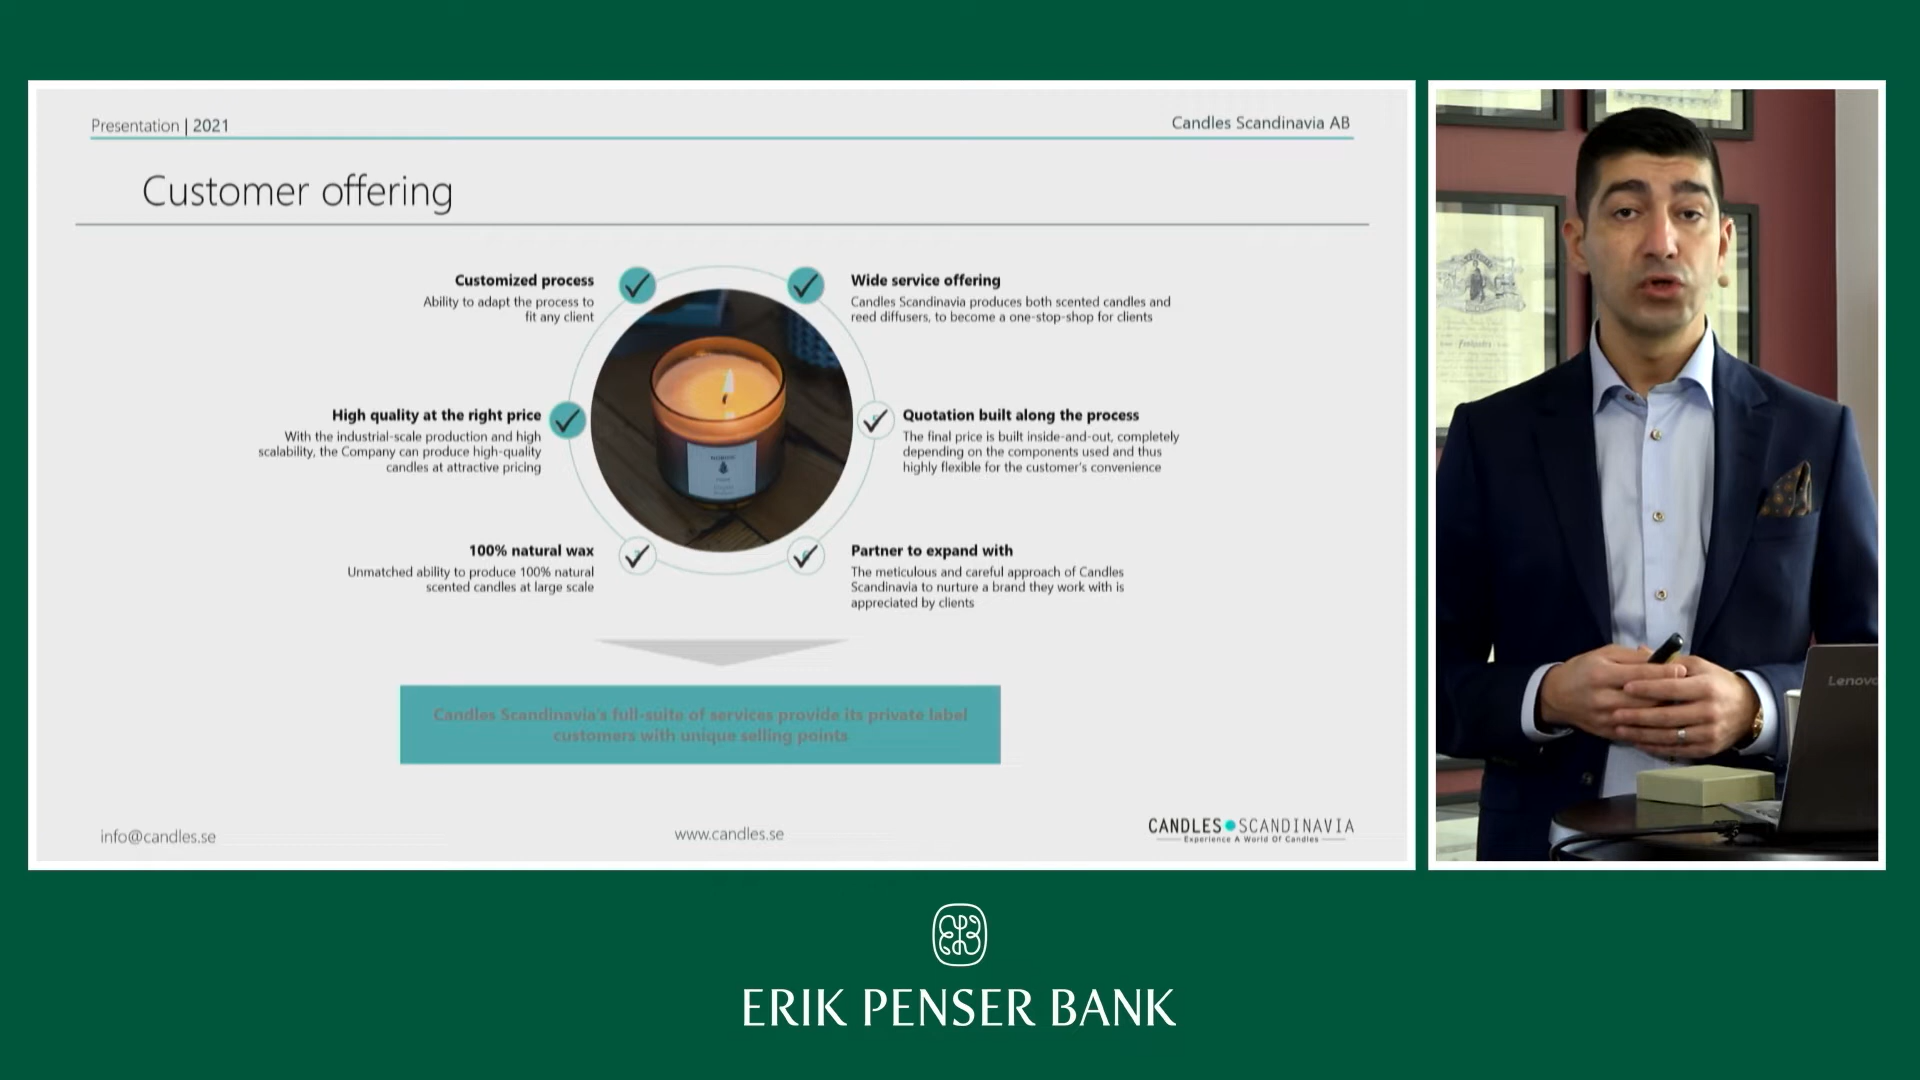 Presentation | 2021
Candles Scandinavia AB
Customer offering
Customized process
Ability to adapt the process to
fit any client
High quality at the right price
With the industrial-scale production and high
scalability, the Company can produce high-quality
candles at attractive pricing
100% natural wax
Unmatched ability to produce 100% natural
scented candles at large scale
Wide service offering
Candles Scandinavia produces both scented candles and
reed diffusers, to become a one-stop-shop for clients
Quotation built along the process
The final price is built inside-and-out, completely
depending on the components used and thus
highly flexible for the customer's convenience
Partner to expand with
The meticulous and careful approach of Candles
Scandinavia to nurture a brand they work with is
appreciated by clients
Candles Scandinavia's full-suite of services provide its private label
customers with unique selling points
info@candles.se
www.candles.se
CANDLES SCANDINAVIA
Experience A World Of Candles
Lenovo
ERIK PENSER BANK